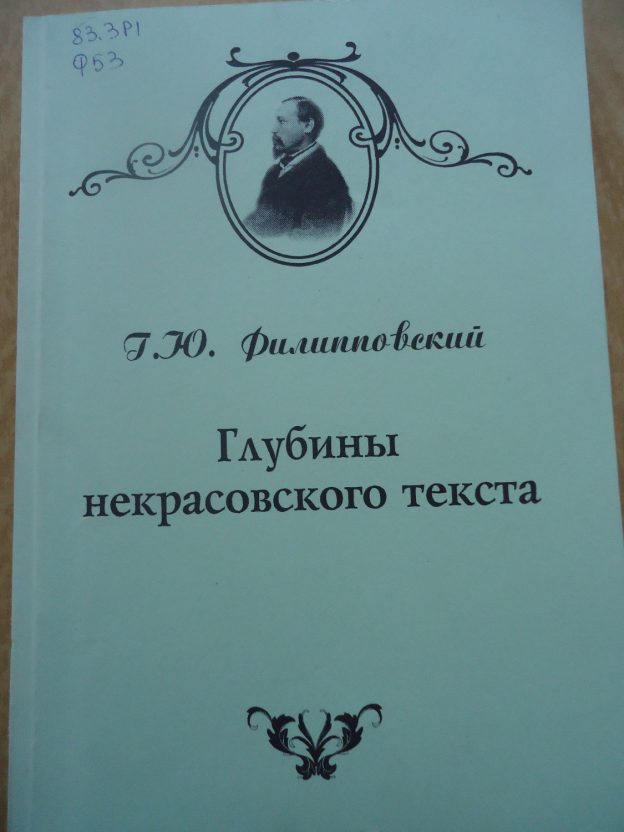 83.3Р1
Ф53
Г.Ю. Филипповский
Глубины
некрасовского текста